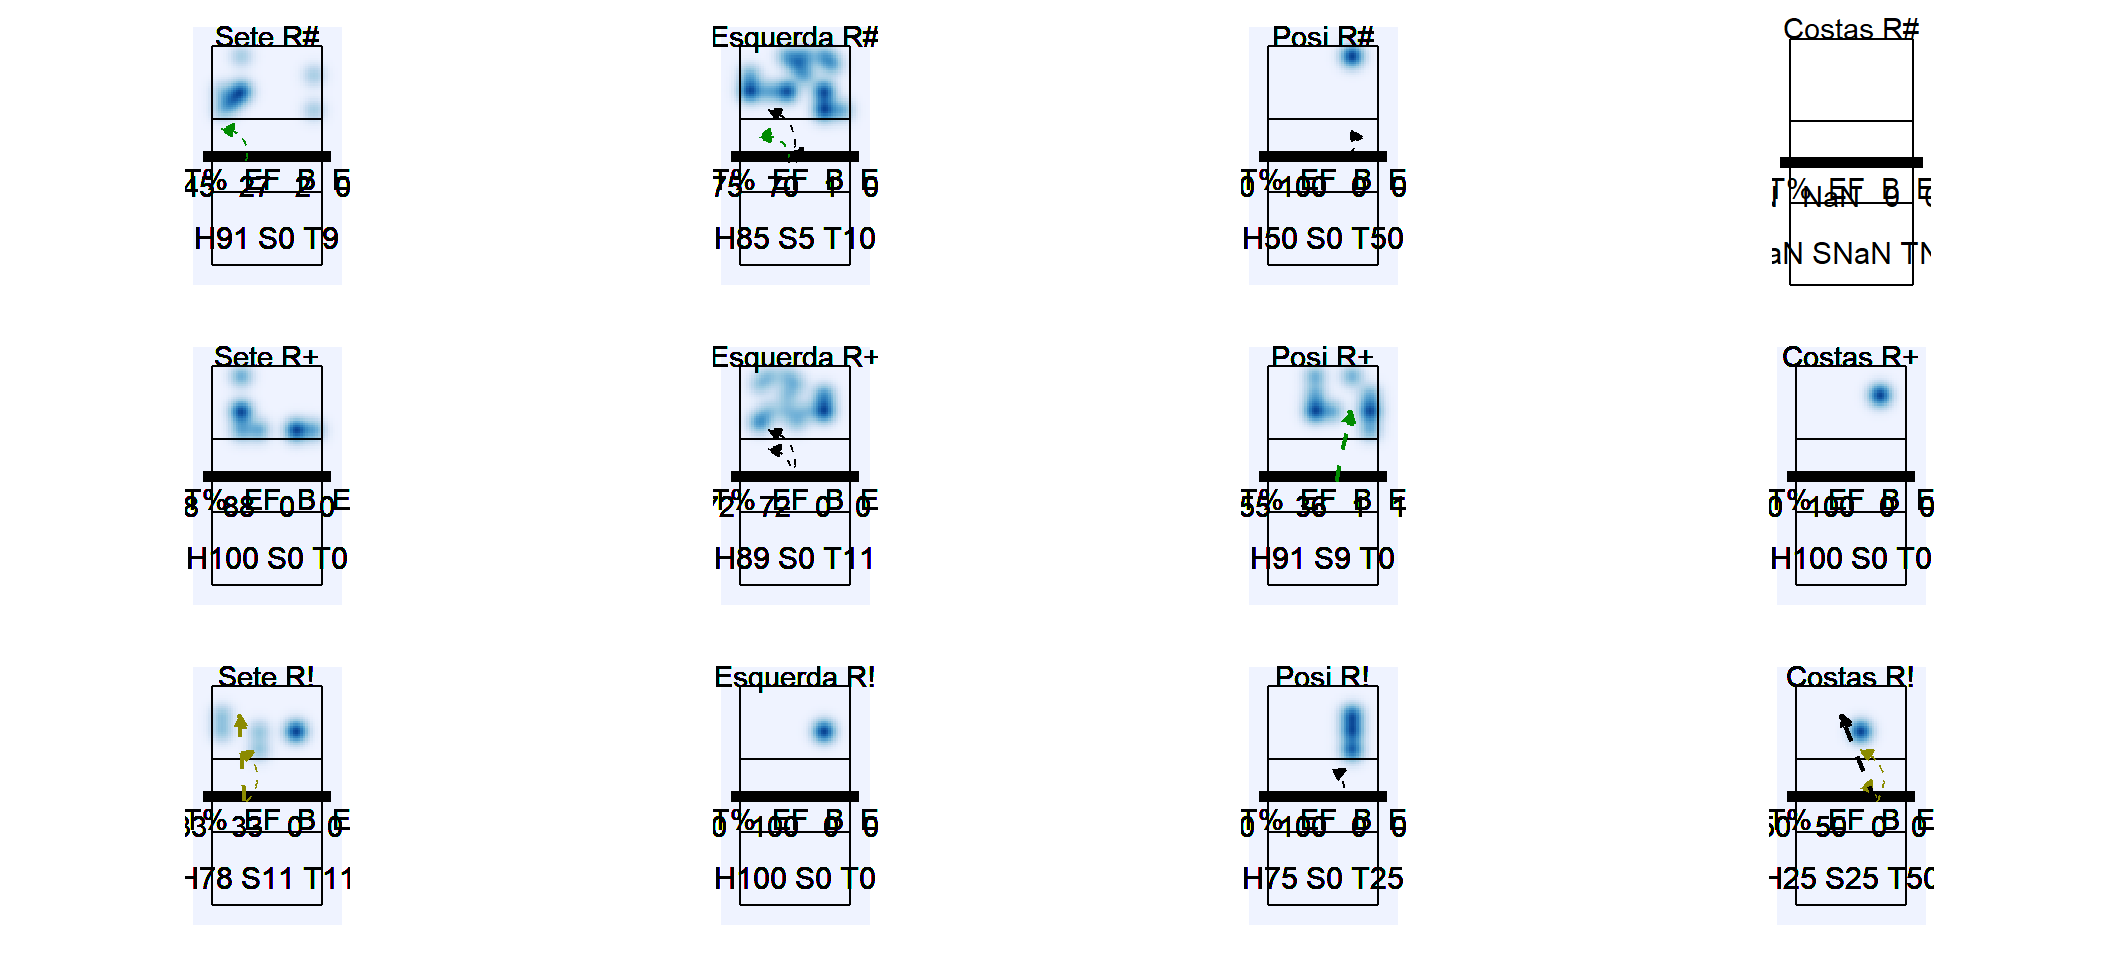 Sete R#
T% EF B E
45 27 2 0
H91 S0 T9
Esquerda R#
T% EF B E
75 70 1 0
H85 S5 T10
Posi R#
T% EF B E
0 100 0 0
H50 S0 T50
Costas R#
T% EF B E
NaN 0
aN SNaN TN
Sete R+
T% EF B E
8 88 0 0
H100 S0 T0
Esquerda R+
T% EF B E
72 72 0 0
H89 S0 T11
Posi R+
T% EF B E
55 36 1 1
H91 S9 T0
Costas R+
T% EF B E
0 100 0 0
H100 S0 T0
Sete R!
T% EF B E
33 33 0 0
H78 S11 T11
Esquerda R!
T% EF B E
0 100 0 0
H100 S0 T0
Posi R!
T% EF B E
0 100 0 0
H75 S0 T25
Costas R!
T% EF B E
50 50 0 0
H25 S25 T50